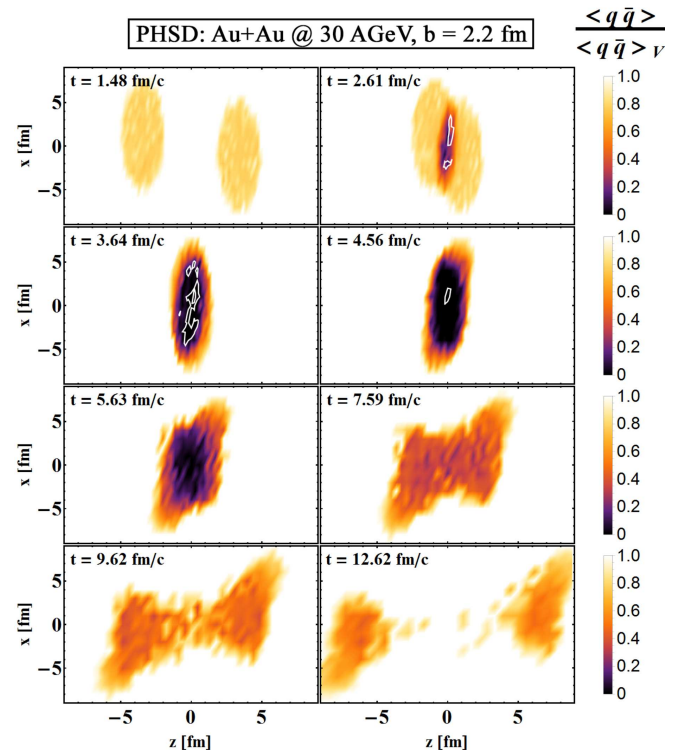 PHSD: Au+Au @ 30 AGeV, b = 2.2 fm
< q q̄ >
< q q̄ > V
t = 1.48 fm/c
t = 2.61 fm/c
5
0
−5
x [fm]
1.0
0.8
0.6
0.4
0.2
0
t = 3.64 fm/c
t = 4.56 fm/c
5
0
−5
x [fm]
1.0
0.8
0.6
0.4
0.2
0
t = 5.63 fm/c
t = 7.59 fm/c
5
0
−5
x [fm]
1.0
0.8
0.6
0.4
0.2
0
t = 9.62 fm/c
t = 12.62 fm/c
5
0
−5
x [fm]
1.0
0.8
0.6
0.4
0.2
0
−5 0 5
−5 0 5
z [fm]
z [fm]